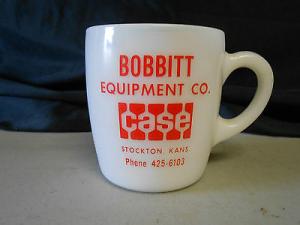 BOBBITT
EQUIPMENT CO.
case
STOCKTON, KANS.
Phone 425-6103